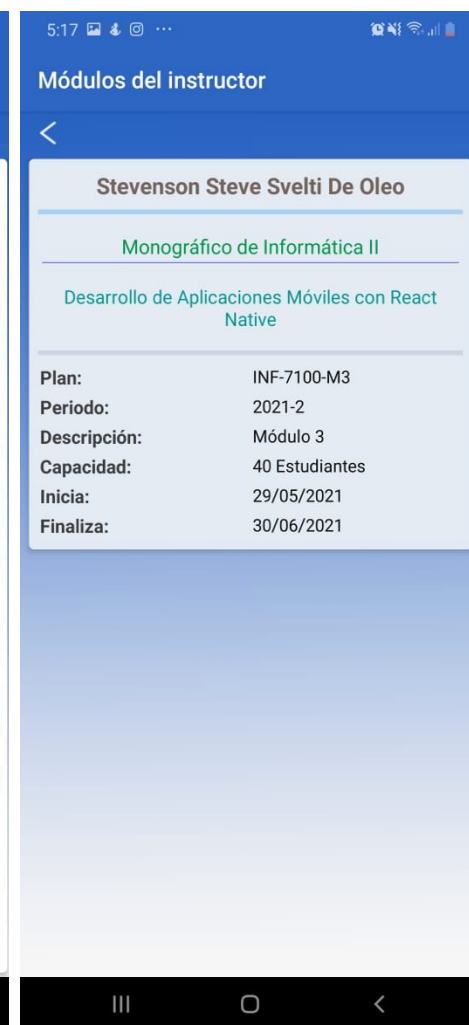 5:17
Módulos del instructor
Stevenson Steve Svelti De Oleo
Monográfico de Informática II
Desarrollo de Aplicaciones Móviles con React
Native
Plan: INF-7100-M3
Periodo: 2021-2
Descripción: Módulo 3
Capacidad: 40 Estudiantes
Inicia: 29/05/2021
Finaliza: 30/06/2021